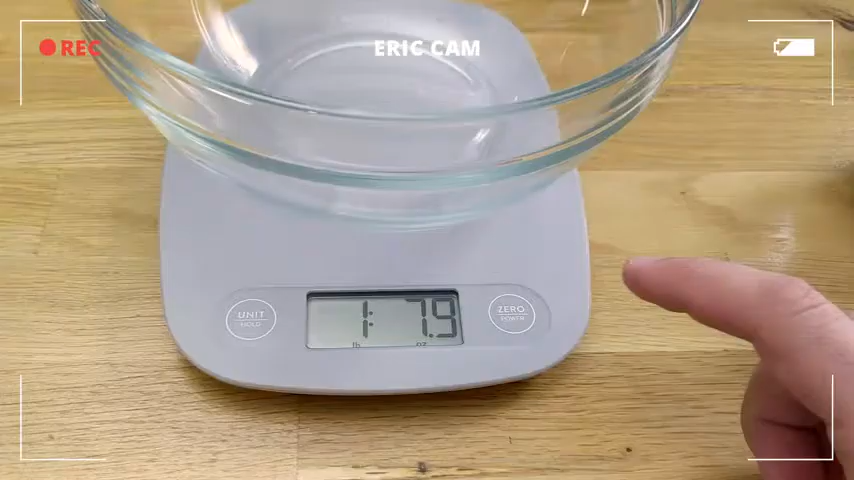 REC
ERIC CAM
UNIT
HOLD
1: 7.9
lb oz
ZERO
POWER